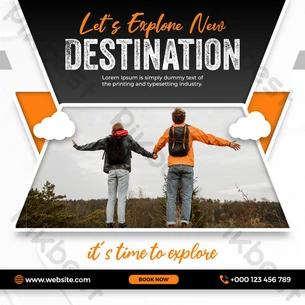 Let's Explore New
DESTINATION
Lorem Ipsum is simply dummy text of
the printing and typesetting industry.
it's time to explore
www.website.com
BOOK NOW
+000 123 456 789